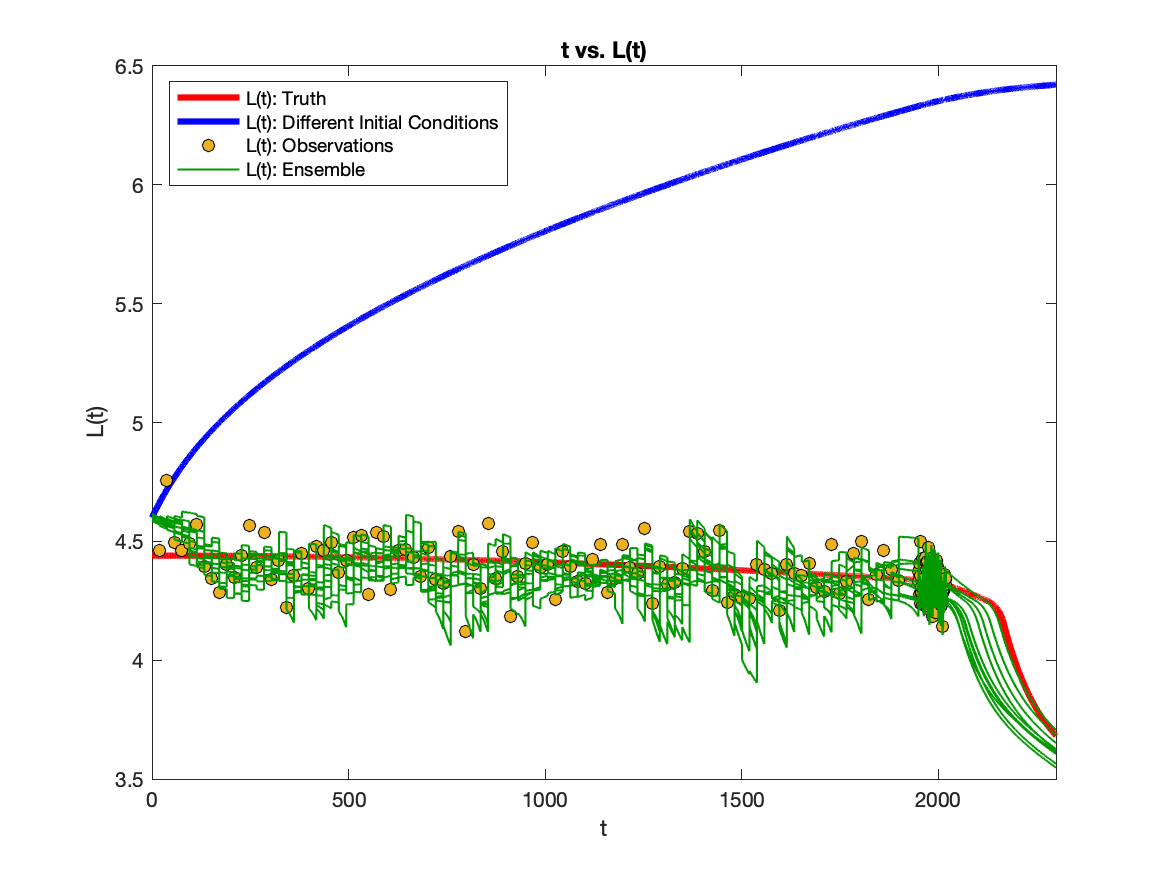 t vs. L(t)
6.5
L(t): Truth
L(t): Different Initial Conditions
L(t): Observations
L(t): Ensemble
6
5.5
5
4.5
4
3.5
L(t)
0 500 1000 1500 2000
t